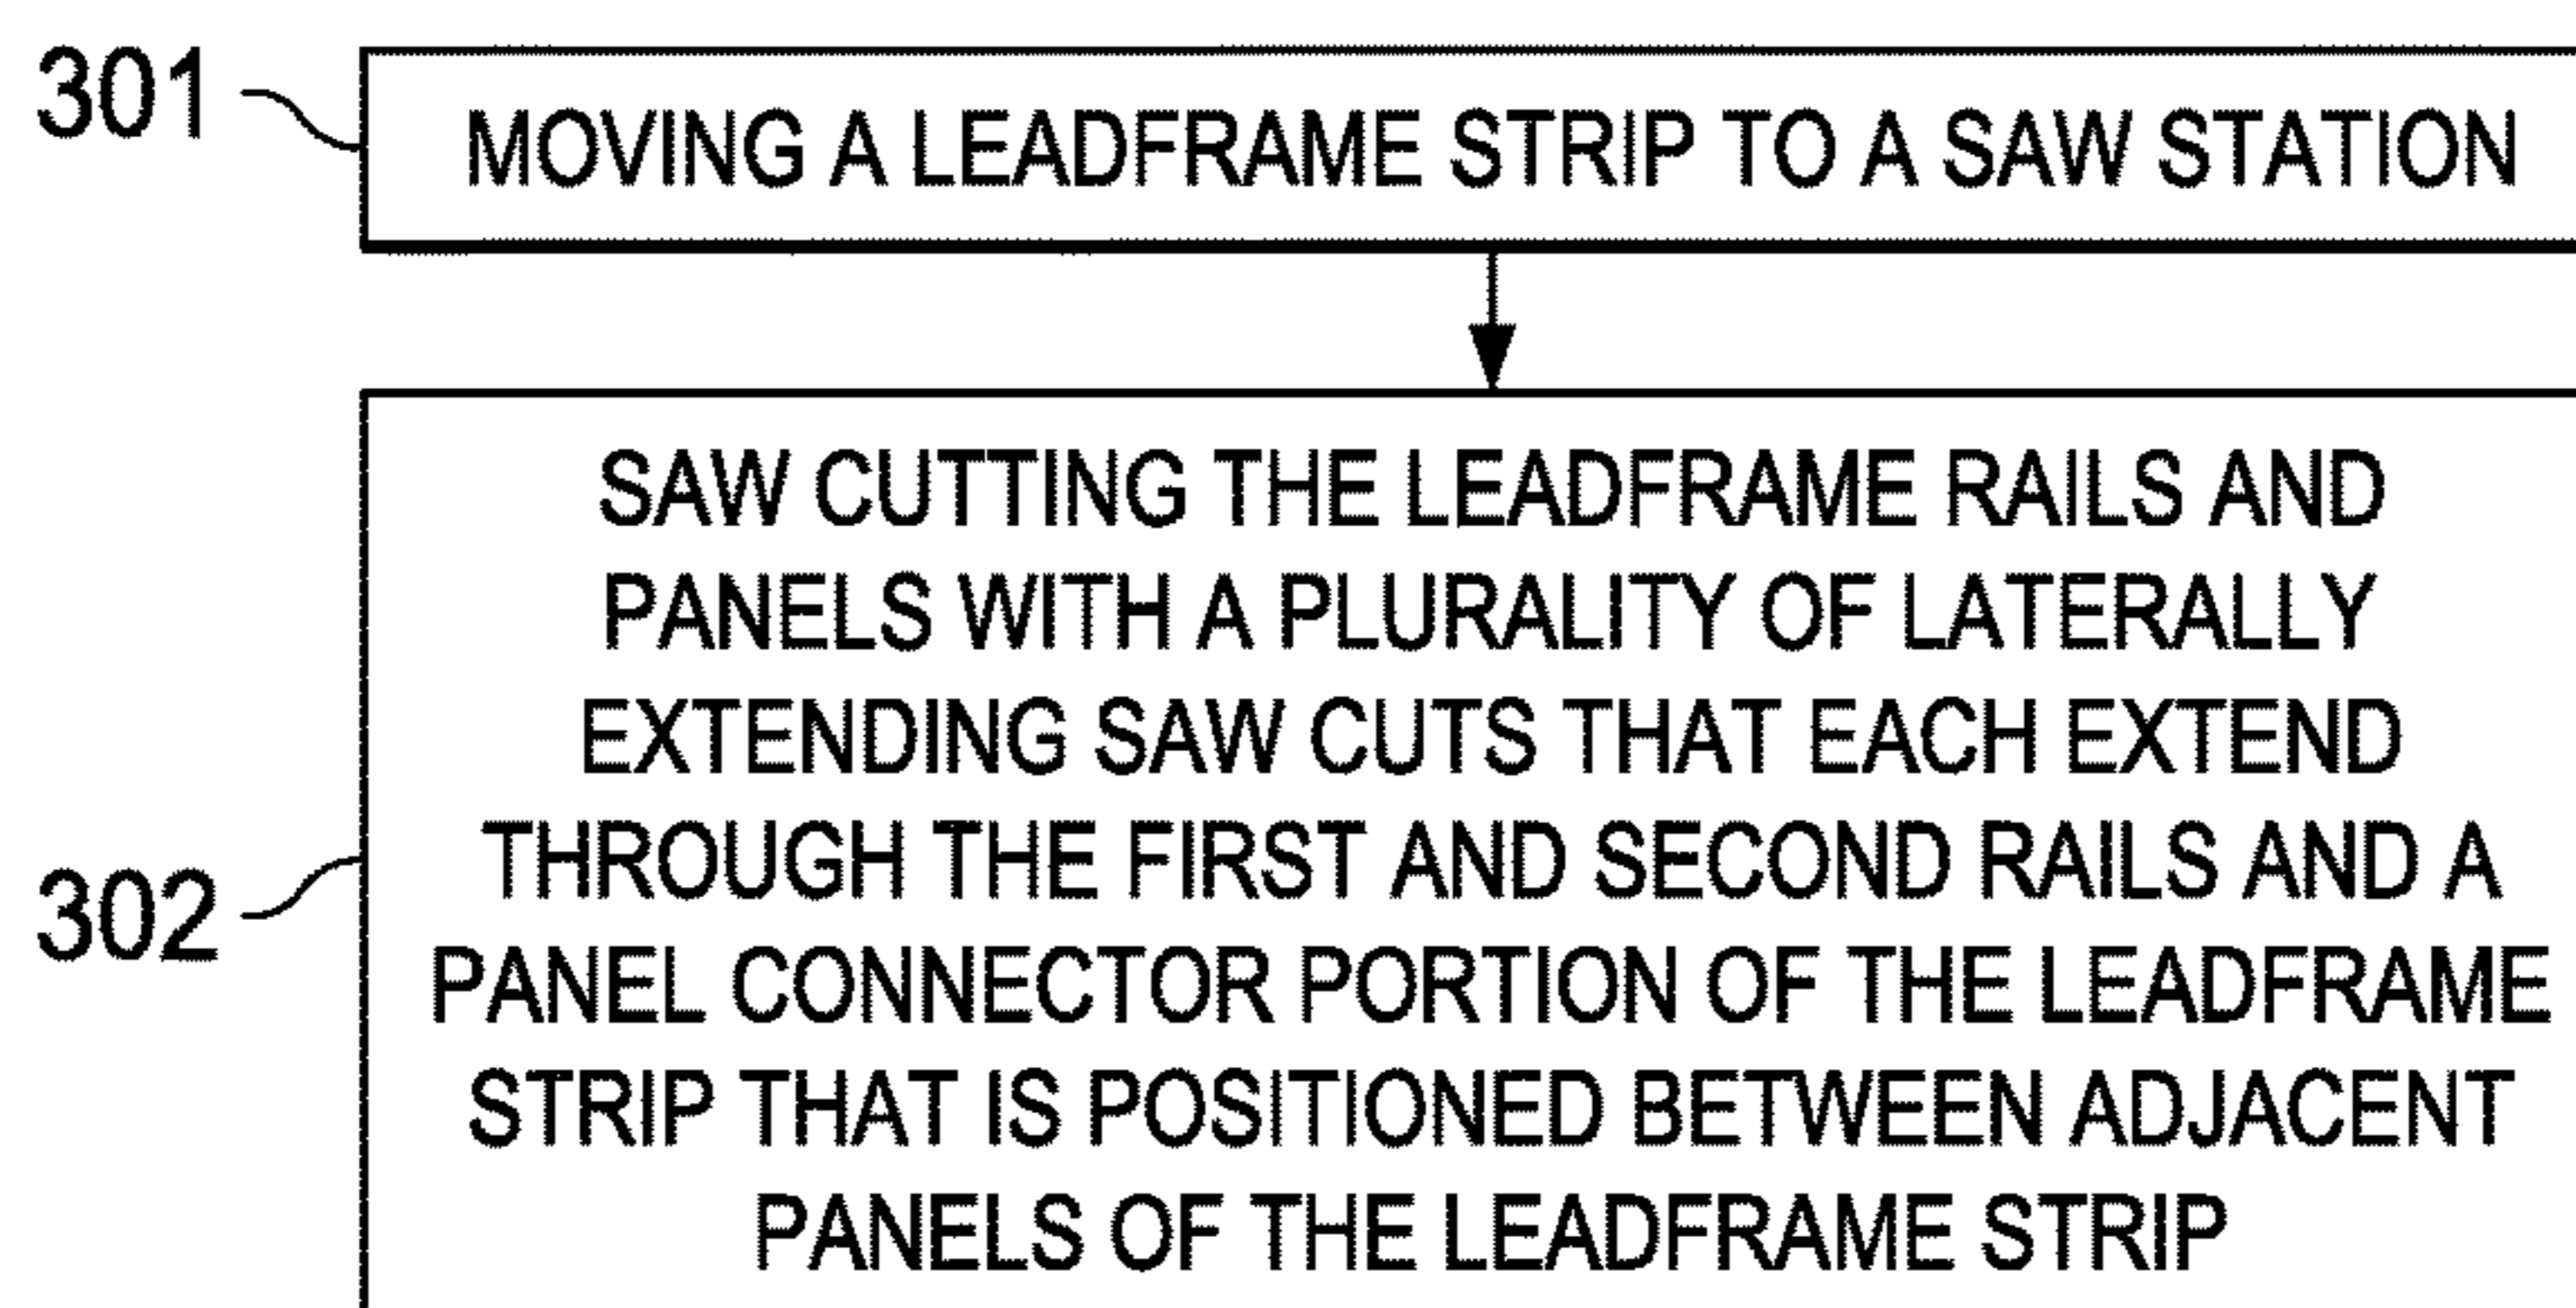 301
MOVING A LEADFRAME STRIP TO A SAW STATION
302
SAW CUTTING THE LEADFRAME RAILS AND
PANELS WITH A PLURALITY OF LATERALLY
EXTENDING SAW CUTS THAT EACH EXTEND
THROUGH THE FIRST AND SECOND RAILS AND A
PANEL CONNECTOR PORTION OF THE LEADFRAME
STRIP THAT IS POSITIONED BETWEEN ADJACENT
PANELS OF THE LEADFRAME STRIP